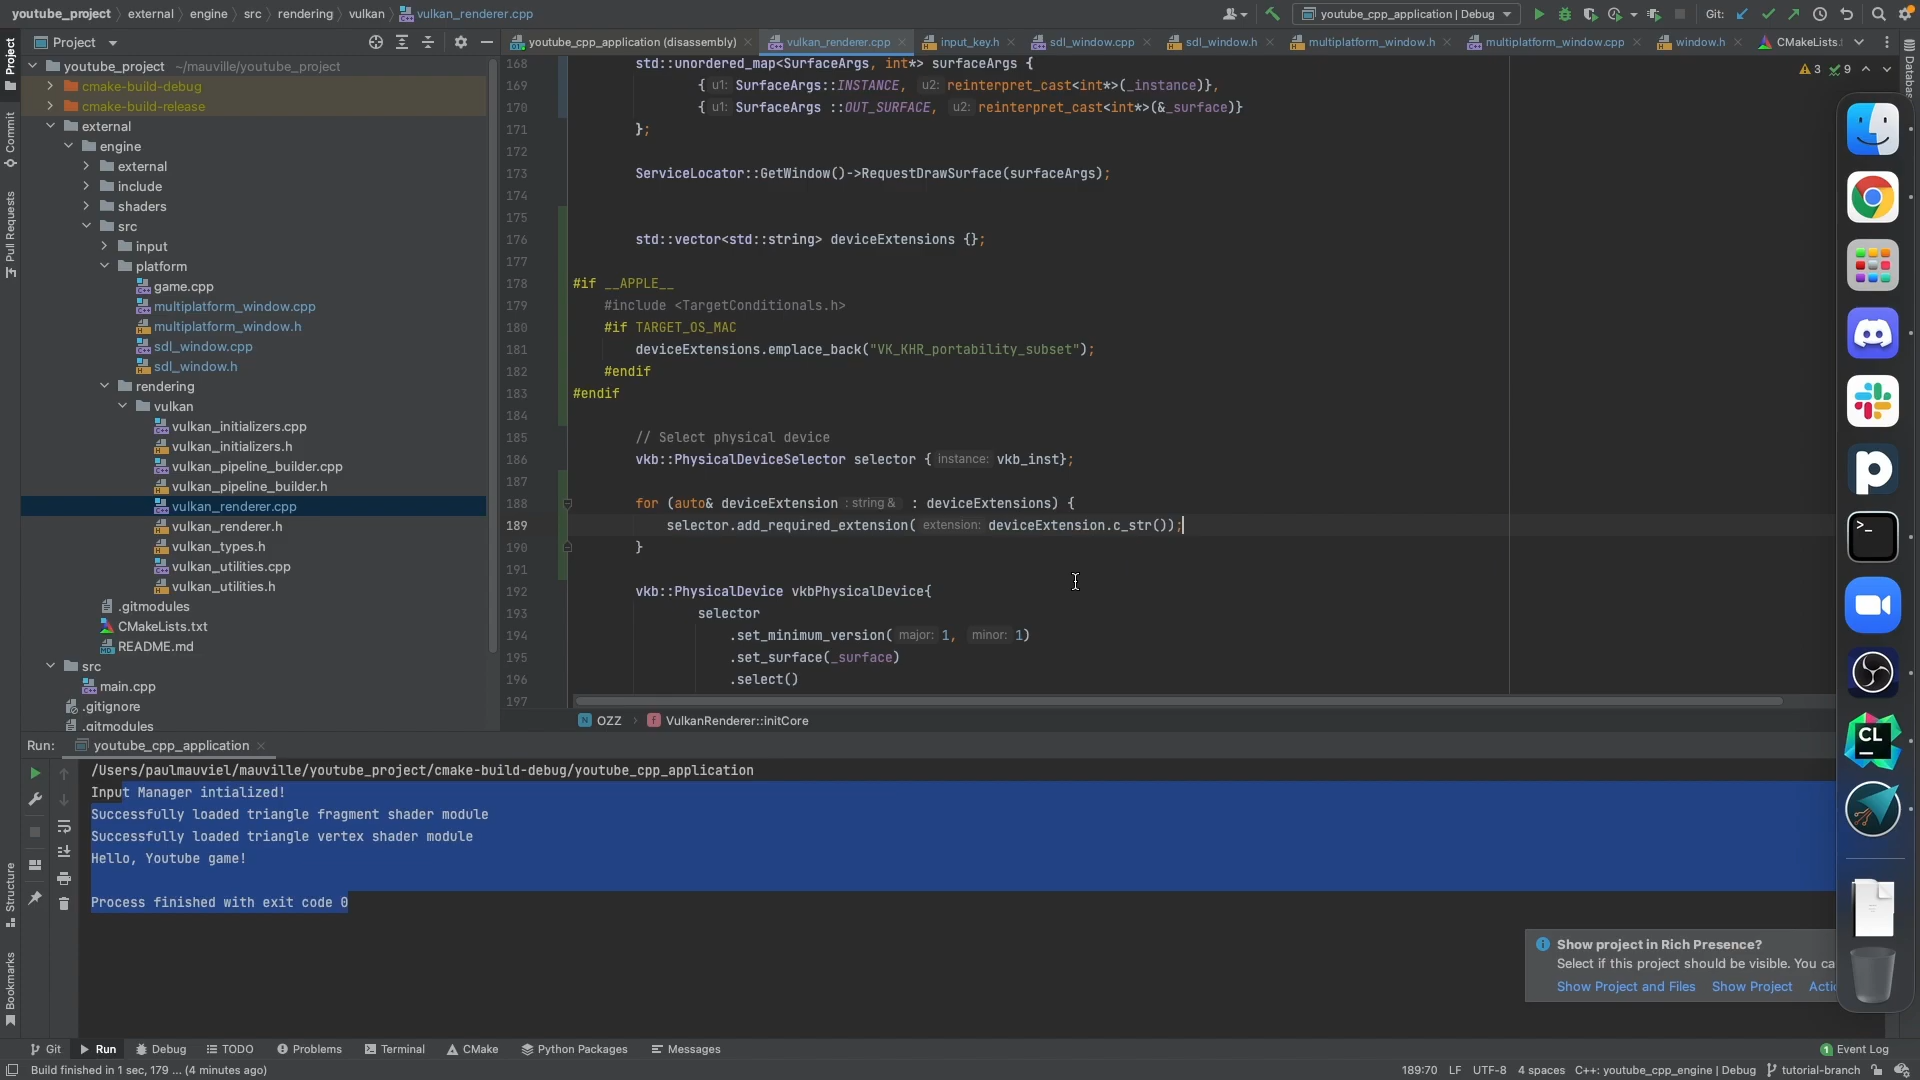 youtube_project › external › engine › src › rendering › vulkan › vulkan_renderer.cpp
youtube_cpp_application | Debug
Git:
Project
youtube_cpp_application (disassembly)
vulkan_renderer.cpp
input_key.h
sdl_window.cpp
sdl_window.h
multiplatform_window.h
multiplatform_window.cpp
window.h
CMakeLists.
Project
Commit
Pull Requests
Structure
Bookmarks
Database
3 9
youtube_project ~/mauville/youtube_project
cmake-build-debug
cmake-build-release
external
engine
external
include
shaders
src
input
platform
game.cpp
multiplatform_window.cpp
multiplatform_window.h
sdl_window.cpp
sdl_window.h
rendering
vulkan
vulkan_initializers.cpp
vulkan_initializers.h
vulkan_pipeline_builder.cpp
vulkan_pipeline_builder.h
vulkan_renderer.cpp
vulkan_renderer.h
vulkan_types.h
vulkan_utilities.cpp
vulkan_utilities.h
.gitmodules
CMakeLists.txt
README.md
src
main.cpp
.gitignore
.gitmodules
168 std::unordered_map<SurfaceArgs, int*> surfaceArgs {
169 { u1: SurfaceArgs::INSTANCE, u2: reinterpret_cast<int*>(_instance)},
170 { u1: SurfaceArgs ::OUT_SURFACE, u2: reinterpret_cast<int*>(&_surface)}
171 };
172
173 ServiceLocator::GetWindow()->RequestDrawSurface(surfaceArgs);
174
175
176 std::vector<std::string> deviceExtensions {};
177
178 #if __APPLE__
179 #include <TargetConditionals.h>
180 #if TARGET_OS_MAC
181 deviceExtensions.emplace_back("VK_KHR_portability_subset");
182 #endif
183 #endif
184
185 // Select physical device
186 vkb::PhysicalDeviceSelector selector { instance: vkb_inst};
187
188 for (auto& deviceExtension : string & : deviceExtensions) {
189 selector.add_required_extension( extension: deviceExtension.c_str());
190 }
191
192 vkb::PhysicalDevice vkbPhysicalDevice{
193 selector
194 .set_minimum_version( major: 1, minor: 1)
195 .set_surface(_surface)
196 .select()
197
N OZZ › f VulkanRenderer::initCore
Run: youtube_cpp_application
/Users/paulmauviel/mauville/youtube_project/cmake-build-debug/youtube_cpp_application
Input Manager intialized!
Successfully loaded triangle fragment shader module
Successfully loaded triangle vertex shader module
Hello, Youtube game!
Process finished with exit code 0
Show project in Rich Presence?
Select if this project should be visible. You ca
Show Project and Files Show Project Actic
CL
Git Run Debug TODO Problems Terminal CMake Python Packages Messages
1 Event Log
Build finished in 1 sec, 179 ... (4 minutes ago)
189:70 LF UTF-8 4 spaces C++: youtube_cpp_engine | Debug tutorial-branch